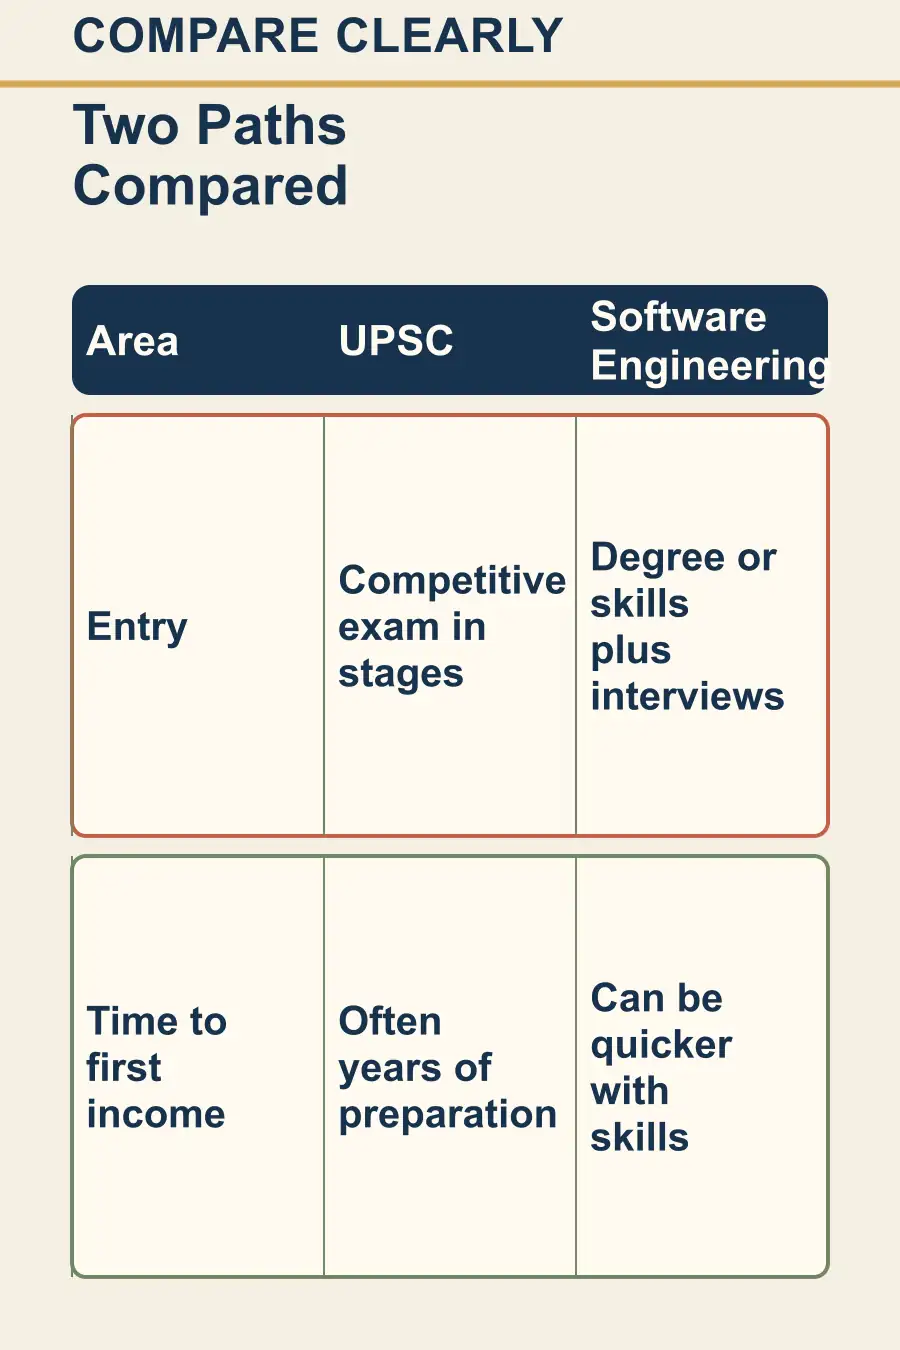 COMPARE CLEARLY
Two Paths
Compared
Area
UPSC
Software
Engineering
Entry
Competitive
exam in
stages
Degree or
skills
plus
interviews
Time to
first
income
Often
years of
preparation
Can be
quicker
with
skills